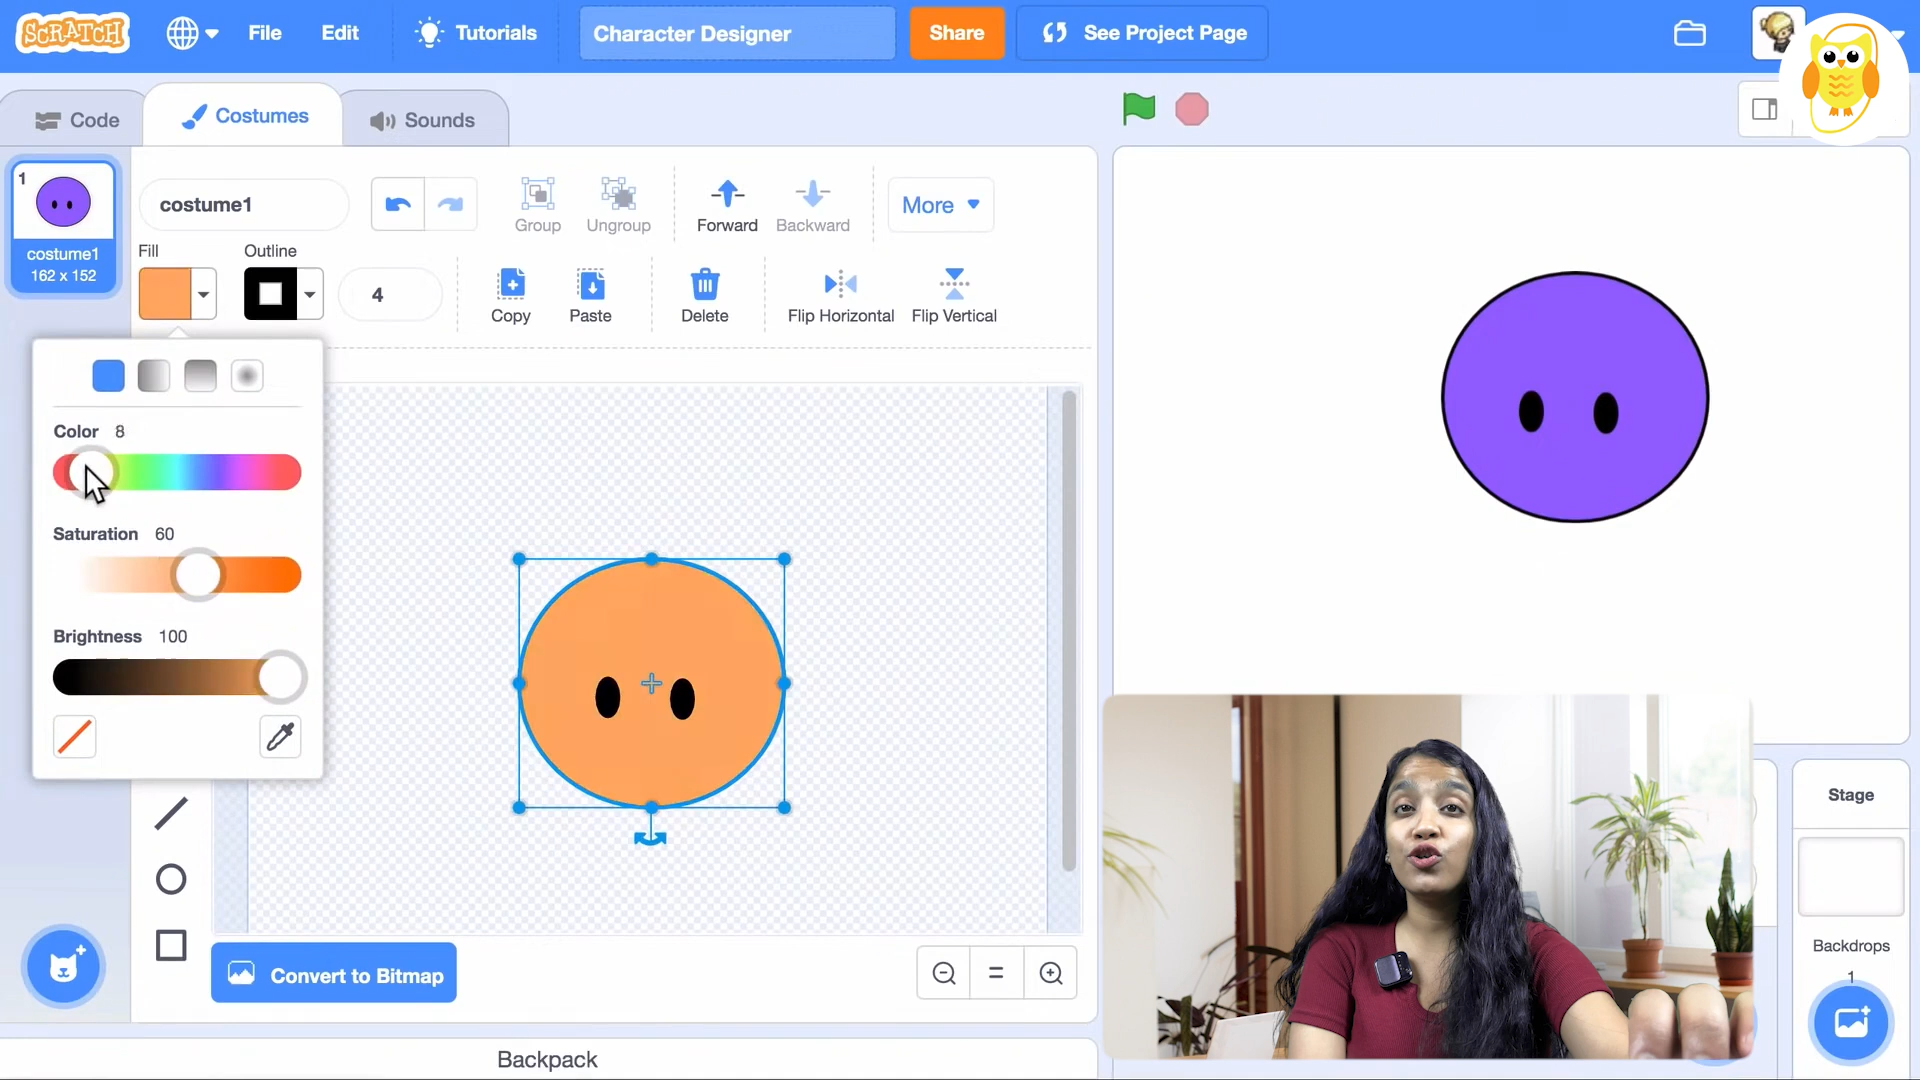 SCRATCH
File
Edit
Tutorials
Character Designer
Share
See Project Page
Code
Costumes
Sounds
1
costume1
162 x 152
costume1
Group
Ungroup
Forward
Backward
More
Fill
Outline
4
Copy
Paste
Delete
Flip Horizontal
Flip Vertical
Color 8
Saturation 60
Brightness 100
Convert to Bitmap
Backpack
Stage
Backdrops
1